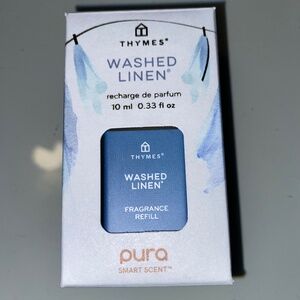 THYMES®
WASHED
LINEN®
recharge de parfum
10 ml 0.33 fl oz
THYMES®
WASHED
LINEN®
FRAGRANCE
REFILL
pura
SMART SCENT™